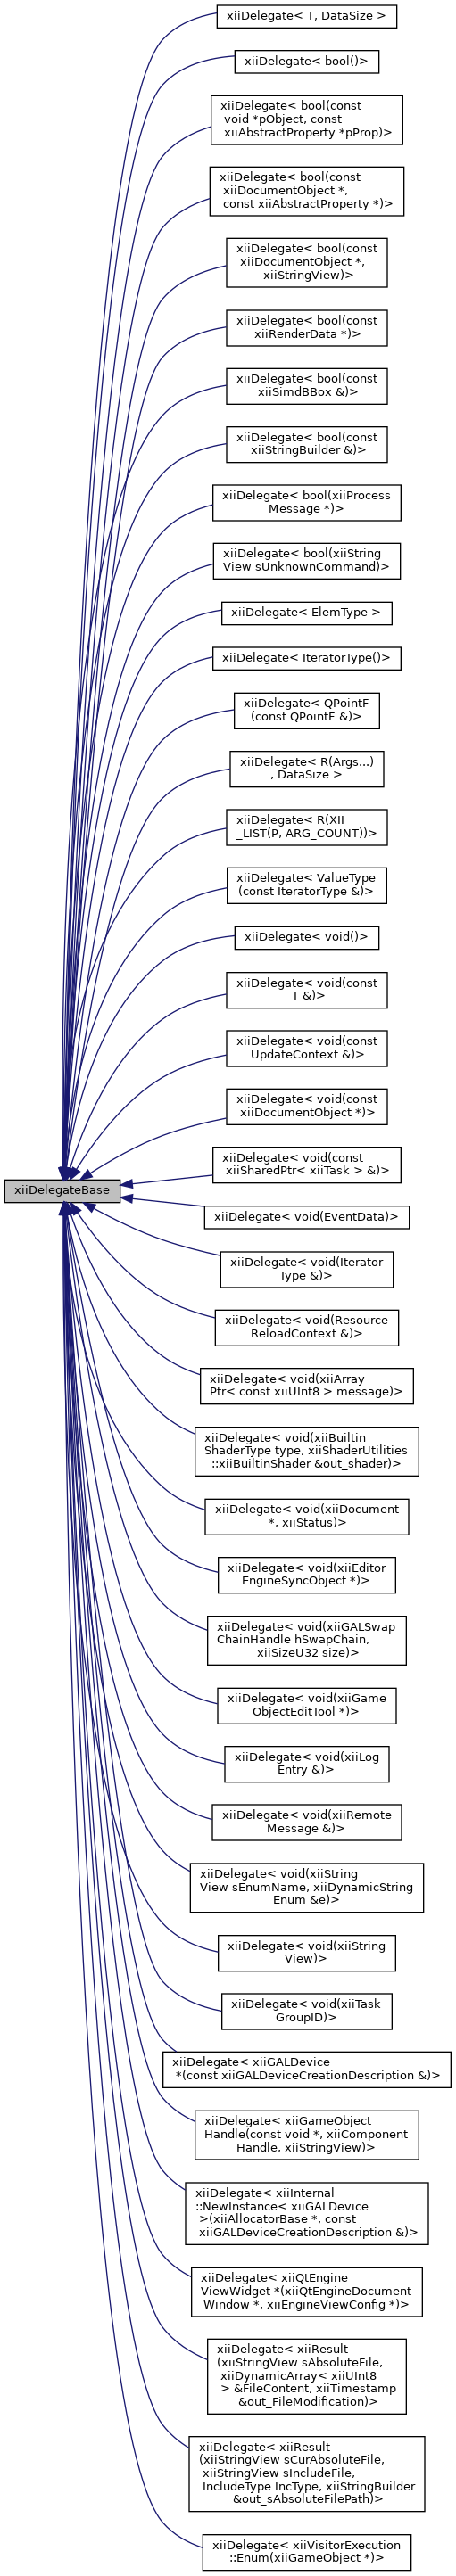 xiiDelegate< T, DataSize >
xiiDelegate< bool()>
xiiDelegate< bool(const
void *pObject, const
xiiAbstractProperty *pProp)>
xiiDelegate< bool(const
xiiDocumentObject *,
const xiiAbstractProperty *)>
xiiDelegate< bool(const
xiiDocumentObject *,
xiiStringView)>
xiiDelegate< bool(const
xiiRenderData *)>
xiiDelegate< bool(const
xiiSimdBBox &)>
xiiDelegate< bool(const
xiiStringBuilder &)>
xiiDelegate< bool(xiiProcess
Message *)>
xiiDelegate< bool(xiiString
View sUnknownCommand)>
xiiDelegate< ElemType >
xiiDelegate< IteratorType()>
xiiDelegate< QPointF
(const QPointF &)>
xiiDelegate< R(Args...)
, DataSize >
xiiDelegate< R(XII
_LIST(P, ARG_COUNT))>
xiiDelegate< ValueType
(const IteratorType &)>
xiiDelegate< void()>
xiiDelegate< void(const
T &)>
xiiDelegate< void(const
UpdateContext &)>
xiiDelegate< void(const
xiiDocumentObject *)>
xiiDelegate< void(const
xiiSharedPtr< xiiTask > &)>
xiiDelegateBase
xiiDelegate< void(EventData)>
xiiDelegate< void(Iterator
Type &)>
xiiDelegate< void(Resource
ReloadContext &)>
xiiDelegate< void(xiiArray
Ptr< const xiiUInt8 > message)>
xiiDelegate< void(xiiBuiltin
ShaderType type, xiiShaderUtilities
::xiiBuiltinShader &out_shader)>
xiiDelegate< void(xiiDocument
*, xiiStatus)>
xiiDelegate< void(xiiEditor
EngineSyncObject *)>
xiiDelegate< void(xiiGALSwap
ChainHandle hSwapChain,
xiiSizeU32 size)>
xiiDelegate< void(xiiGame
ObjectEditTool *)>
xiiDelegate< void(xiiLog
Entry &)>
xiiDelegate< void(xiiRemote
Message &)>
xiiDelegate< void(xiiString
View sEnumName, xiiDynamicString
Enum &e)>
xiiDelegate< void(xiiString
View)>
xiiDelegate< void(xiiTask
GroupID)>
xiiDelegate< xiiGALDevice
*(const xiiGALDeviceCreationDescription &)>
xiiDelegate< xiiGameObject
Handle(const void *, xiiComponent
Handle, xiiStringView)>
xiiDelegate< xiiInternal
::NewInstance< xiiGALDevice
>(xiiAllocatorBase *, const
xiiGALDeviceCreationDescription &)>
xiiDelegate< xiiQtEngine
ViewWidget *(xiiQtEngineDocument
Window *, xiiEngineViewConfig *)>
xiiDelegate< xiiResult
(xiiStringView sAbsoluteFile,
xiiDynamicArray< xiiUInt8
> &FileContent, xiiTimestamp
&out_FileModification)>
xiiDelegate< xiiResult
(xiiStringView sCurAbsoluteFile,
xiiStringView sIncludeFile,
IncludeType IncType, xiiStringBuilder
&out_sAbsoluteFilePath)>
xiiDelegate< xiiVisitorExecution
::Enum(xiiGameObject *)>